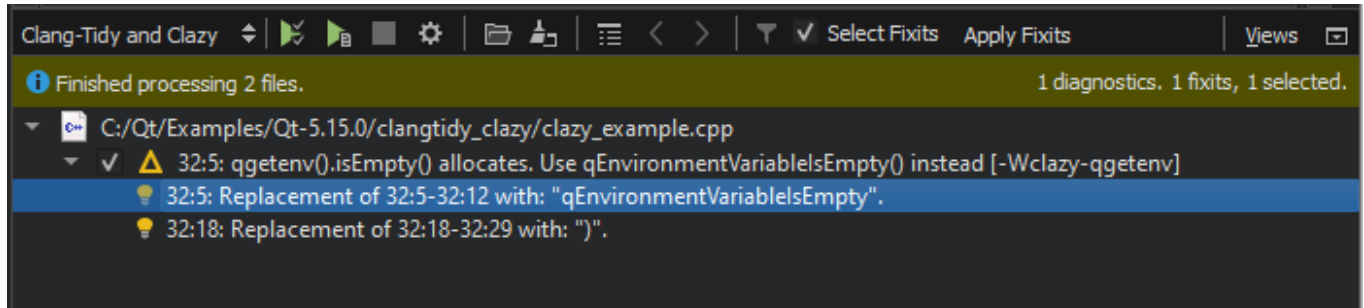 Clang-Tidy and Clazy Select Fixits Apply Fixits Views
Finished processing 2 files. 1 diagnostics. 1 fixits, 1 selected.
C:/Qt/Examples/Qt-5.15.0/clangtidy_clazy/clazy_example.cpp
32:5: qgetenv().isEmpty() allocates. Use qEnvironmentVariableIsEmpty() instead [-Wclazy-qgetenv]
32:5: Replacement of 32:5-32:12 with: "qEnvironmentVariableIsEmpty".
32:18: Replacement of 32:18-32:29 with: ")".